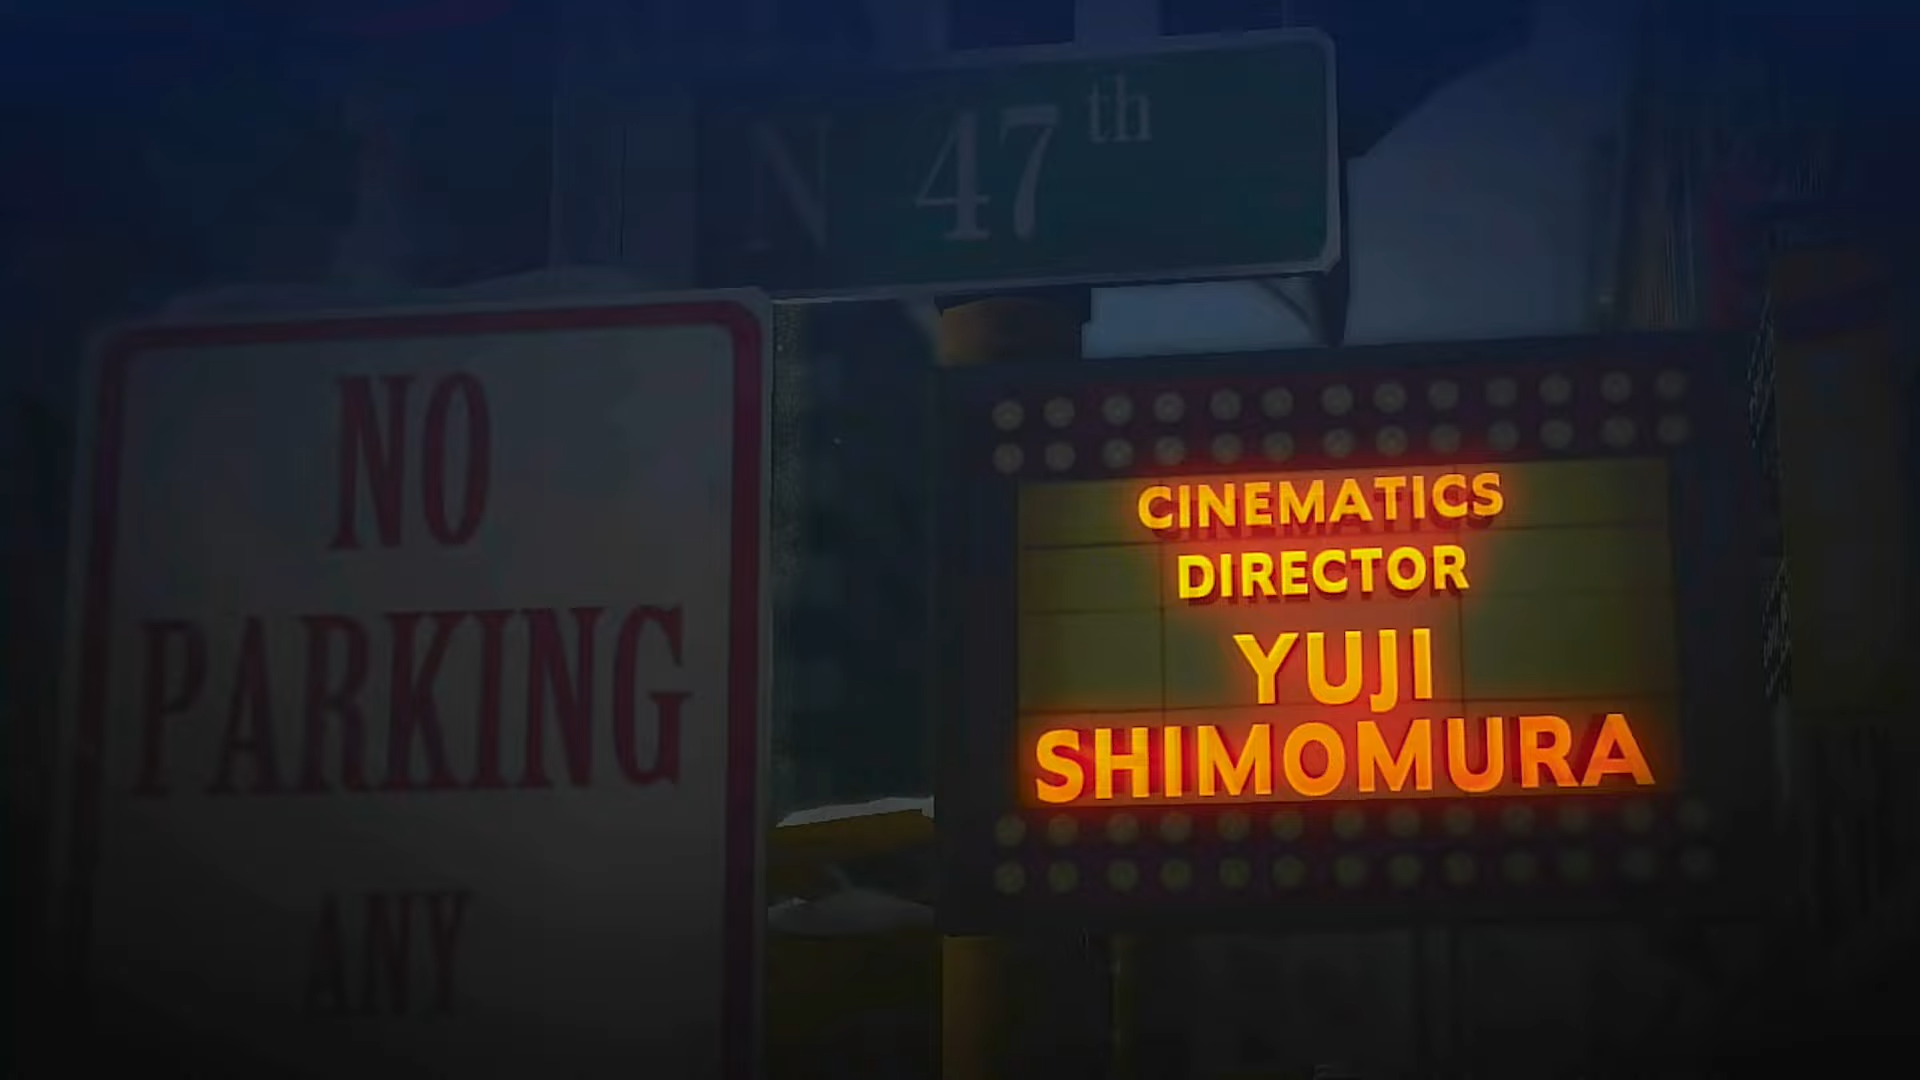 N 47th
NO
PARKING
ANY
CINEMATICS
DIRECTOR
YUJI
SHIMOMURA